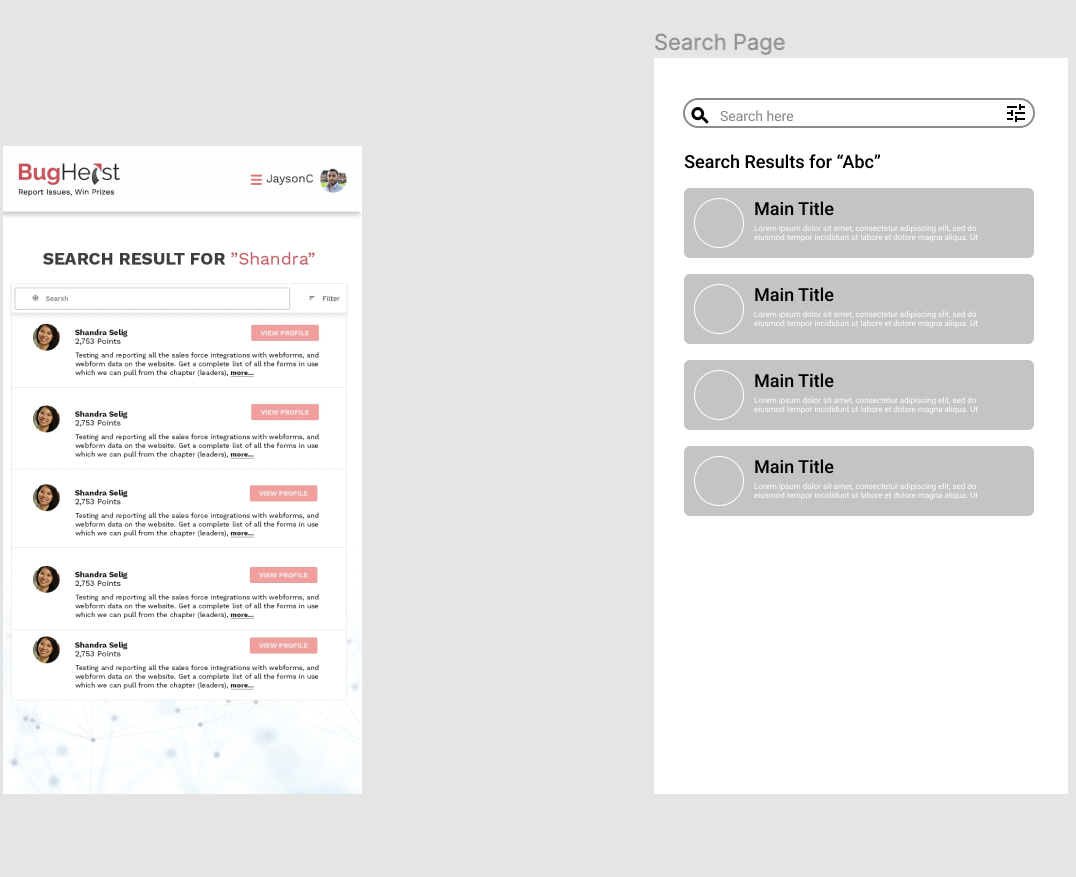 Search Page
BugHeist
Report Issues, Win Prizes
JaysonC
SEARCH RESULT FOR ”Shandra”
Searxh
Filter
Shandra Selig
VIEW PROFILE
2,753 Points
Testing and reporting all the sales force integrations with webforms, and
webform data on the website. Get a complete list of all the forms in use
which we can pull from the chapter (leaders), more...
Shandra Selig
VIEW PROFILE
2,753 Points
Testing and reporting all the sales force integrations with webforms, and
webform data on the website. Get a complete list of all the forms in use
which we can pull from the chapter (leaders), more...
Shandra Selig
VIEW PROFILE
2,753 Points
Testing and reporting all the sales force integrations with webforms, and
webform data on the website. Get a complete list of all the forms in use
which we can pull from the chapter (leaders), more...
Shandra Selig
VIEW PROFILE
2,753 Points
Testing and reporting all the sales force integrations with webforms, and
webform data on the website. Get a complete list of all the forms in use
which we can pull from the chapter (leaders), more...
Shandra Selig
VIEW PROFILE
2,753 Points
Testing and reporting all the sales force integrations with webforms, and
webform data on the website. Get a complete list of all the forms in use
which we can pull from the chapter (leaders), more...
Search here
Search Results for “Abc”
Main Title
Lorem ipsum dolor sit amet, consectetur adipiscing elit, sed do
eiusmod tempor incididunt ut labore et dolore magna aliqua. Ut
Main Title
Lorem ipsum dolor sit amet, consectetur adipiscing elit, sed do
eiusmod tempor incididunt ut labore et dolore magna aliqua. Ut
Main Title
Lorem ipsum dolor sit amet, consectetur adipiscing elit, sed do
eiusmod tempor incididunt ut labore et dolore magna aliqua. Ut
Main Title
Lorem ipsum dolor sit amet, consectetur adipiscing elit, sed do
eiusmod tempor incididunt ut labore et dolore magna aliqua. Ut